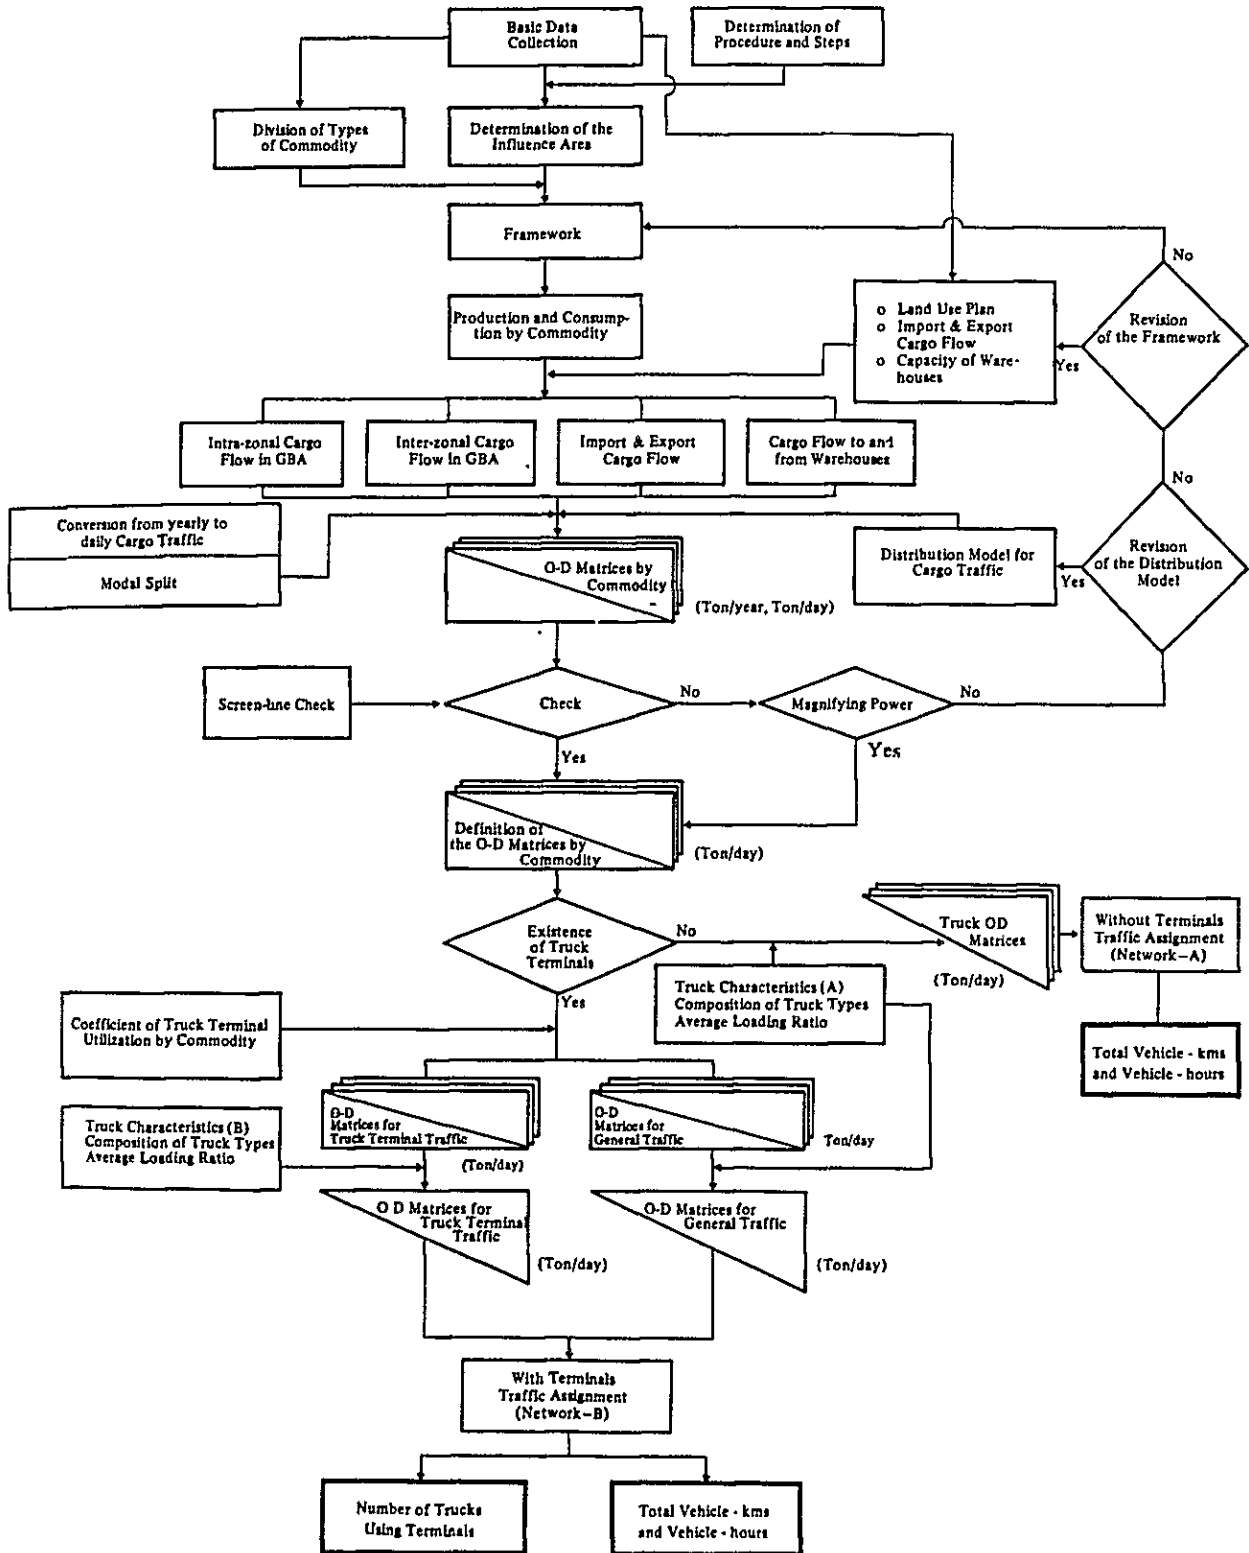 Basic Data
Collection
Determination of
Procedure and Steps
Division of Types
of Commodity
Determination of the
Influence Area
Framework
No
Production and Consump-
tion by Commodity
o Land Use Plan
o Import & Export
Cargo Flow
o Capacity of Ware-
houses
Revision
of the Framework
Yes
Intra-zonal Cargo
Flow in GBA
Inter-zonal Cargo
Flow in GBA
Import & Export
Cargo Flow
Cargo Flow to and
from Warehouses
No
Conversion from yearly to
daily Cargo Traffic
Modal Split
O-D Matrices by
Commodity
(Ton/year, Ton/day)
Distribution Model for
Cargo Traffic
Yes
Revision
of the Distribution
Model
Screen-line Check
Check
No
Magnifying Power
No
Yes
Yes
Definition of
the O-D Matrices by
Commodity
(Ton/day)
Existence
of Truck
Terminals
No
Truck OD
Matrices
(Ton/day)
Without Terminals
Traffic Assignment
(Network-A)
Yes
Truck Characteristics (A)
Composition of Truck Types
Average Loading Ratio
Coefficient of Truck Terminal
Utilization by Commodity
Total Vehicle - kms
and Vehicle - hours
O-D
Matrices for
Truck Terminal Traffic
(Ton/day)
O-D
Matrices for
General Traffic
Ton/day
Truck Characteristics (B)
Composition of Truck Types
Average Loading Ratio
O D Matrices for
Truck Terminal
Traffic
(Ton/day)
O-D Matrices for
General Traffic
(Ton/day)
With Terminals
Traffic Assignment
(Network-B)
Number of Trucks
Using Terminals
Total Vehicle - kms
and Vehicle - hours